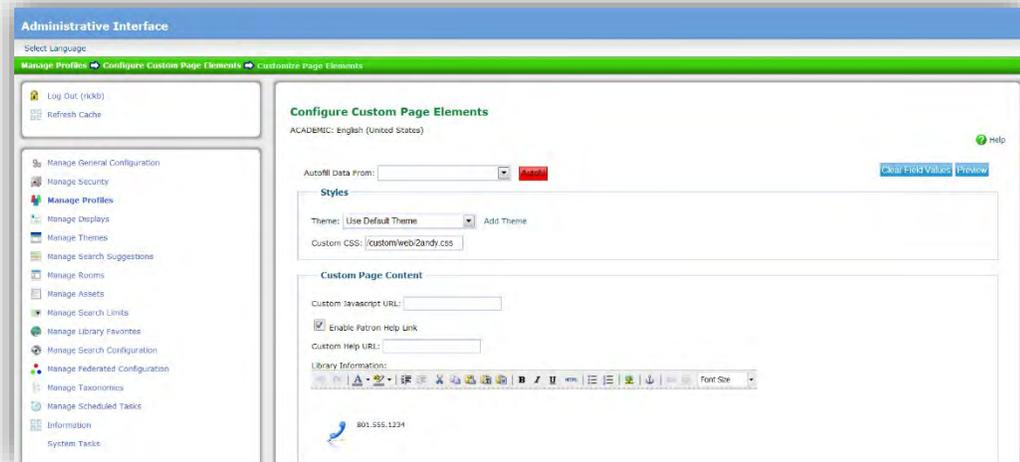 Administrative Interface
Select Language
Manage Profiles Configure Custom Page Elements Customize Page Elements
Log Out (rickb)
Refresh Cache
Manage General Configuration
Manage Security
Manage Profiles
Manage Displays
Manage Themes
Manage Search Suggestions
Manage Rooms
Manage Assets
Manage Search Limits
Manage Library Favorites
Manage Search Configuration
Manage Federated Configuration
Manage Taxonomies
Manage Scheduled Tasks
Information
System Tasks
Configure Custom Page Elements
ACADEMIC: English (United States)
Help
Autofill Data From: Autofill
Clear Field Values Preview
Styles
Theme: Use Default Theme Add Theme
Custom CSS: /custom/web/2andy.css
Custom Page Content
Custom Javascript URL:
Enable Patron Help Link
Custom Help URL:
Library Information:
A B I U HTML Font Size
801.555.1234